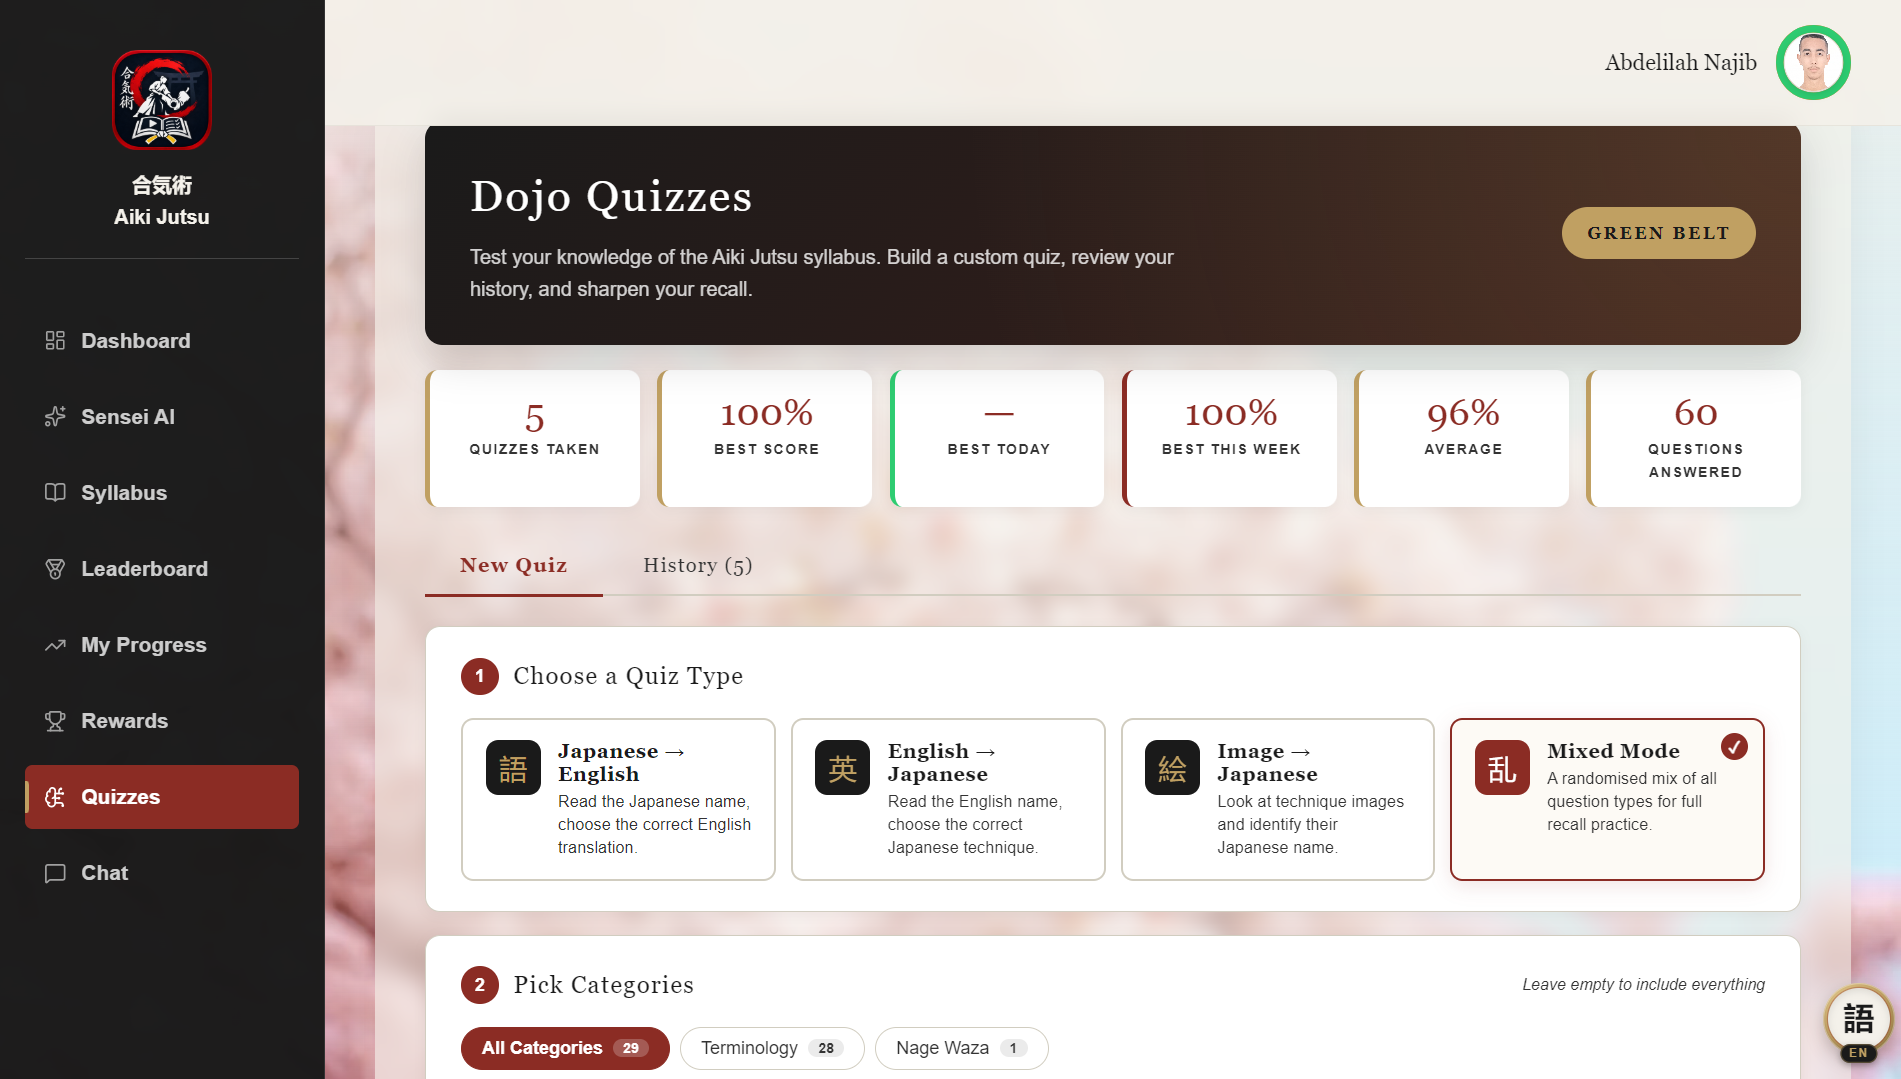 合気術
合気術
Aiki Jutsu
Dashboard
Sensei AI
Syllabus
Leaderboard
My Progress
Rewards
Quizzes
Chat
Abdelilah Najib
Dojo Quizzes
Test your knowledge of the Aiki Jutsu syllabus. Build a custom quiz, review your
history, and sharpen your recall.
GREEN BELT
5
QUIZZES TAKEN
100%
BEST SCORE
—
BEST TODAY
100%
BEST THIS WEEK
96%
AVERAGE
60
QUESTIONS
ANSWERED
New Quiz
History (5)
1
Choose a Quiz Type
語
Japanese →
English
Read the Japanese name,
choose the correct English
translation.
英
English →
Japanese
Read the English name,
choose the correct
Japanese technique.
絵
Image →
Japanese
Look at technique images
and identify their
Japanese name.
乱
Mixed Mode
A randomised mix of all
question types for full
recall practice.
2
Pick Categories
Leave empty to include everything
All Categories 29
Terminology 28
Nage Waza 1
語
EN